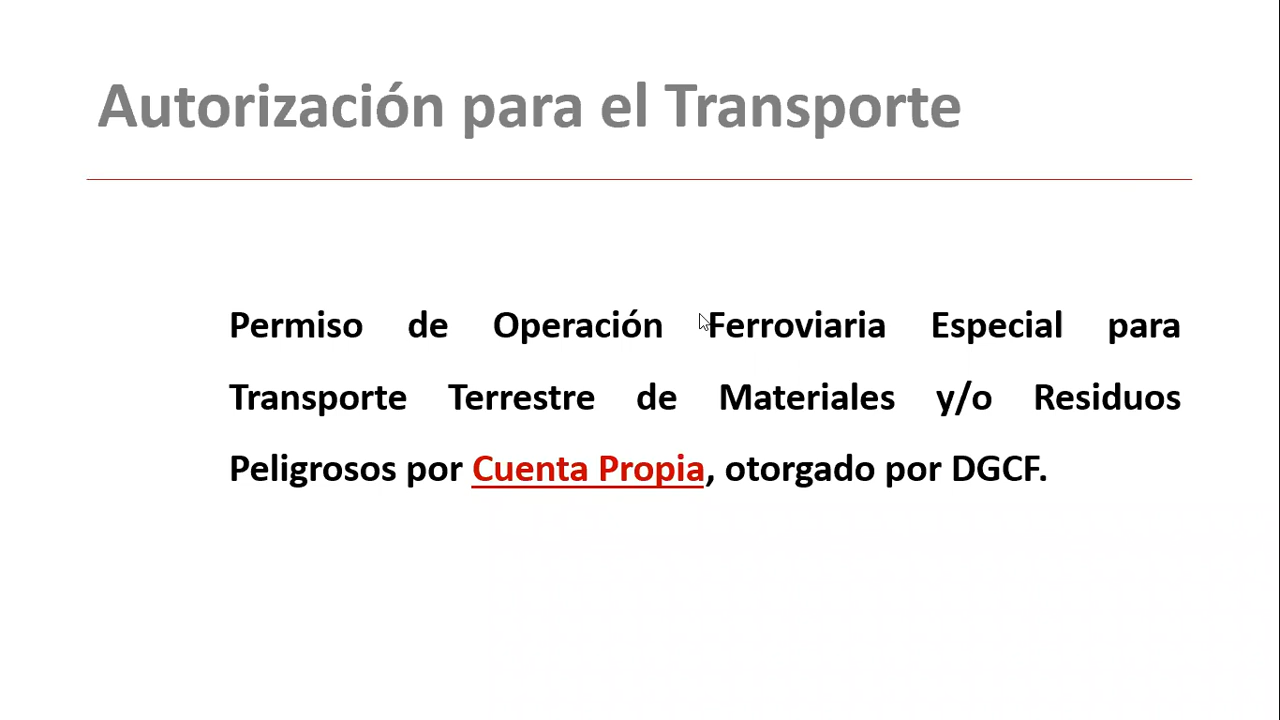 Autorización para el Transporte
Permiso de Operación Ferroviaria Especial para
Transporte Terrestre de Materiales y/o Residuos
Peligrosos por Cuenta Propia, otorgado por DGCF.